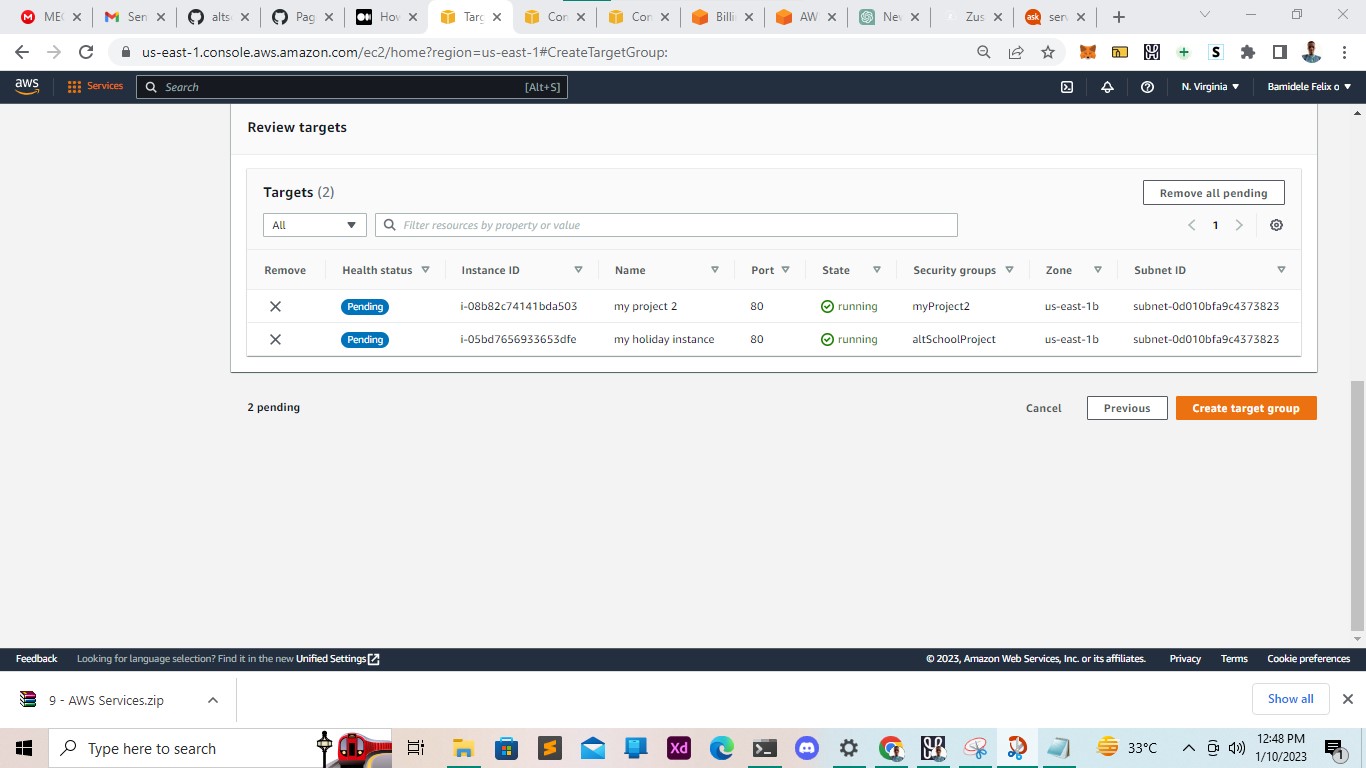 MEG
Sen
alts
Pag
How
Targ
Con
Con
Billi
AW
Nev
Zus
ask
serv
us-east-1.console.aws.amazon.com/ec2/home?region=us-east-1#CreateTargetGroup:
aws
Services
Search
[Alt+S]
N. Virginia
Bamidele Felix o
Review targets
Targets (2)
Remove all pending
All
Filter resources by property or value
1
Remove Health status Instance ID Name Port State Security groups Zone Subnet ID
Pending i-08b82c74141bda503 my project 2 80 running myProject2 us-east-1b subnet-0d010bfa9c4373823
Pending i-05bd7656933653dfe my holiday instance 80 running altSchoolProject us-east-1b subnet-0d010bfa9c4373823
2 pending
Cancel
Previous
Create target group
Feedback Looking for language selection? Find it in the new Unified Settings
© 2023, Amazon Web Services, Inc. or its affiliates. Privacy Terms Cookie preferences
9 - AWS Services.zip
Show all
Type here to search
Xd
33°C
12:48 PM
1/10/2023
1